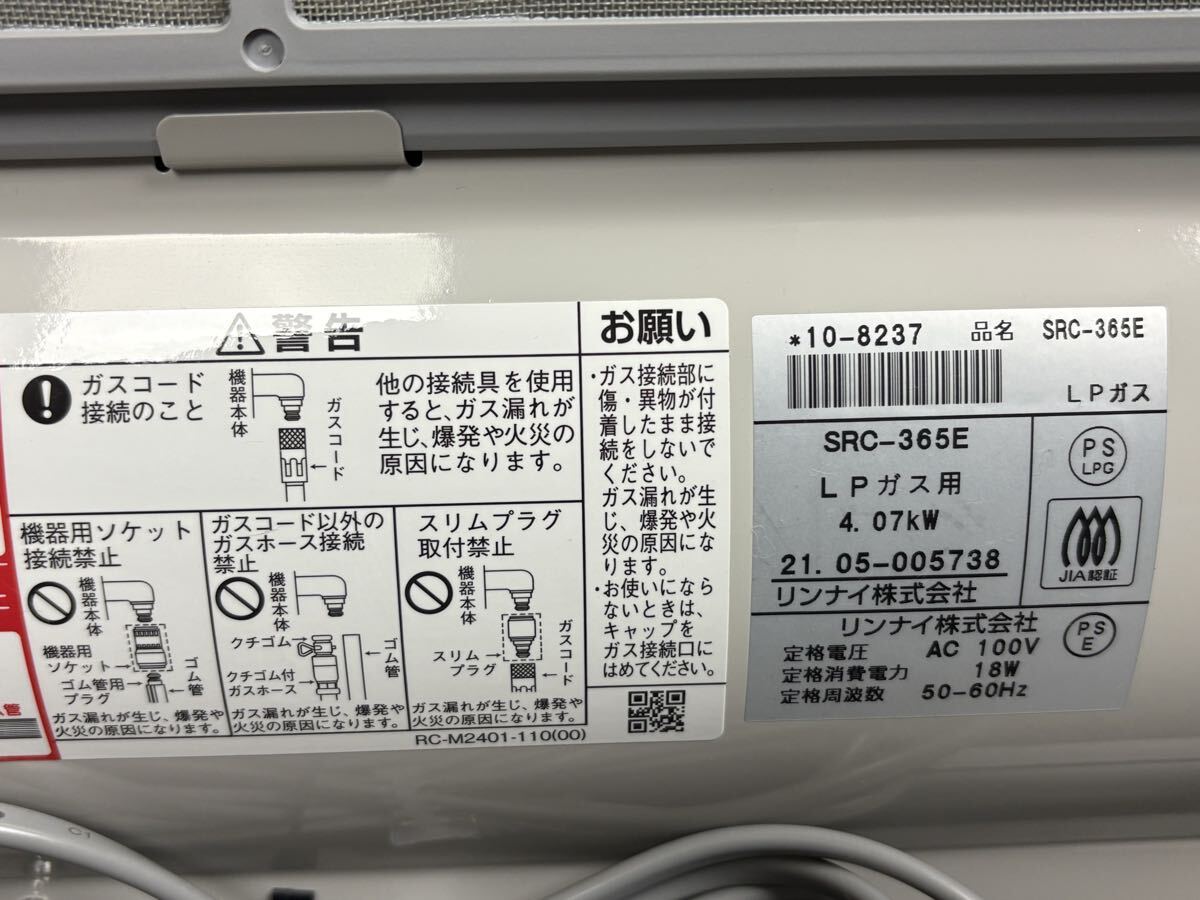 警告
ガスコード
接続のこと
機器本体
ガスコード
他の接続具を使用
すると、ガス漏れが
生じ、爆発や火災の
原因になります。
機器用ソケット
接続禁止
機器本体
機器用
ソケット
ゴム管用
プラグ
ゴム管
ガス漏れが生じ、爆発や
火災の原因になります。
ガスコード以外の
ガスホース接続
禁止
機器本体
クチゴム
クチゴム付
ガスホース
ゴム管
ガス漏れが生じ、爆発や
火災の原因になります。
スリムプラグ
取付禁止
機器本体
スリム
プラグ
ガスコード
ガス漏れが生じ、爆発や
火災の原因になります。
お願い
・ガス接続部に
傷・異物が付
着したまま接
続をしないで
ください。
ガス漏れが生
じ、爆発や火
災の原因にな
ります。
・お使いになら
ないときは、
キャップを
ガス接続口に
はめてください。
RC-M2401-110(00)
管
*10-8237 品名 SRC-365E
LPガス
SRC-365E
LPガス用
4.07kW
21.05-005738
リンナイ株式会社
PS
LPG
JIA認証
リンナイ株式会社
定格電圧 AC 100V
定格消費電力 18W
定格周波数 50-60Hz
PS
E
C1